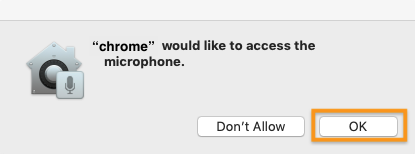 “chrome” would like to access the
microphone.
Don't Allow
OK